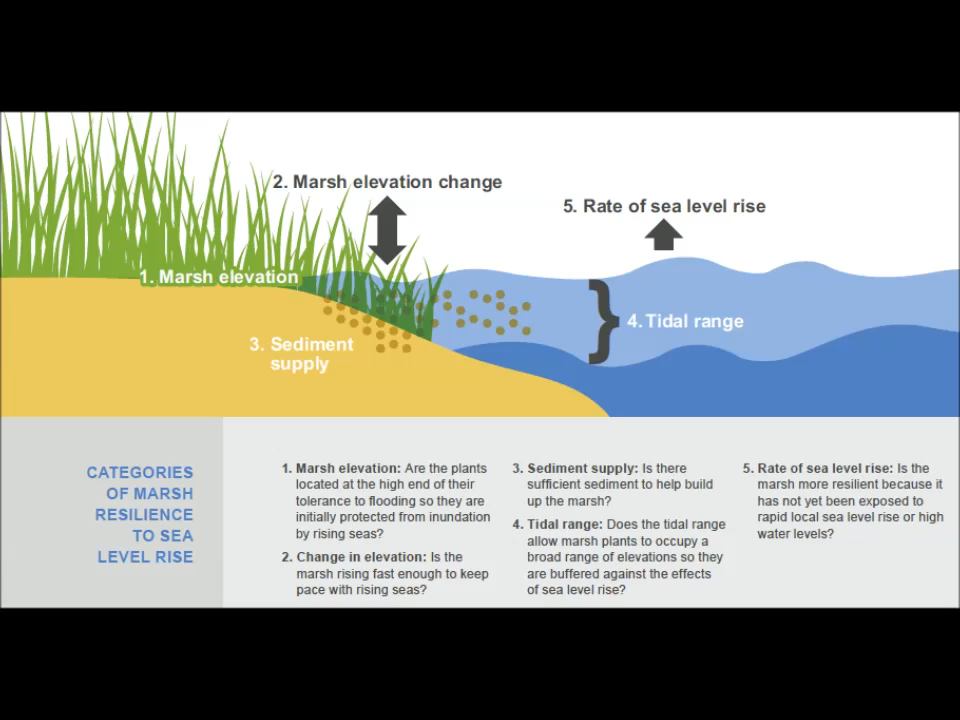 2. Marsh elevation change
5. Rate of sea level rise
1. Marsh elevation
4. Tidal range
3. Sediment
supply
CATEGORIES
OF MARSH
RESILIENCE
TO SEA
LEVEL RISE
1. Marsh elevation: Are the plants
located at the high end of their
tolerance to flooding so they are
initially protected from inundation
by rising seas?
2. Change in elevation: Is the
marsh rising fast enough to keep
pace with rising seas?
3. Sediment supply: Is there
sufficient sediment to help build
up the marsh?
4. Tidal range: Does the tidal range
allow marsh plants to occupy a
broad range of elevations so they
are buffered against the effects
of sea level rise?
5. Rate of sea level rise: Is the
marsh more resilient because it
has not yet been exposed to
rapid local sea level rise or high
water levels?